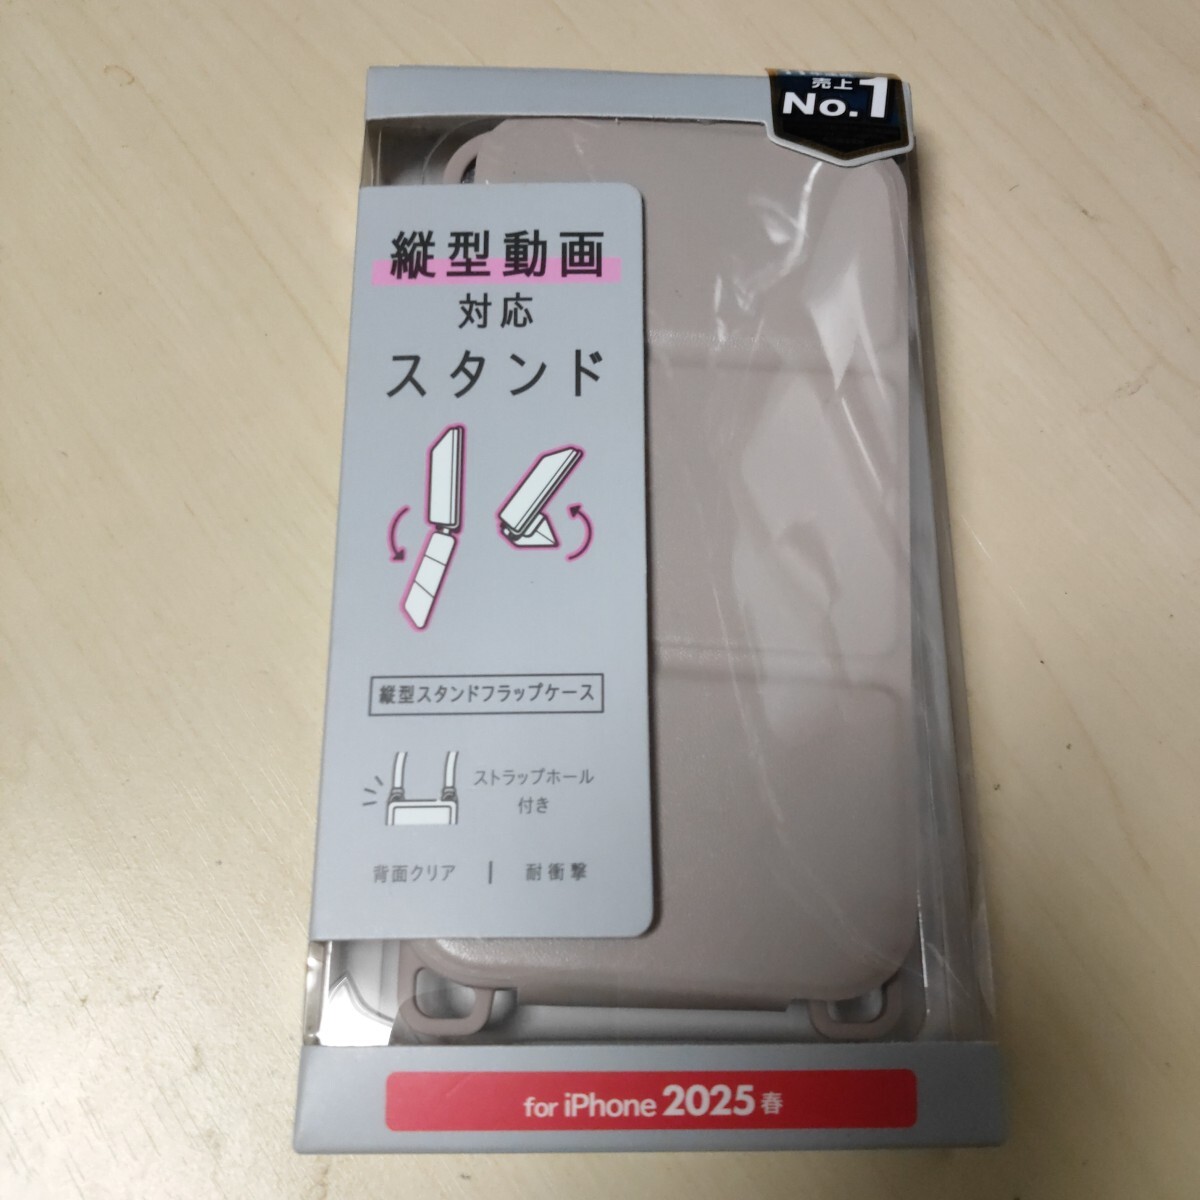 売上
No.1
縦型動画
対応
スタンド
縦型スタンドフラップケース
ストラップホール
付き
背面クリア | 耐衝撃
for iPhone 2025 春